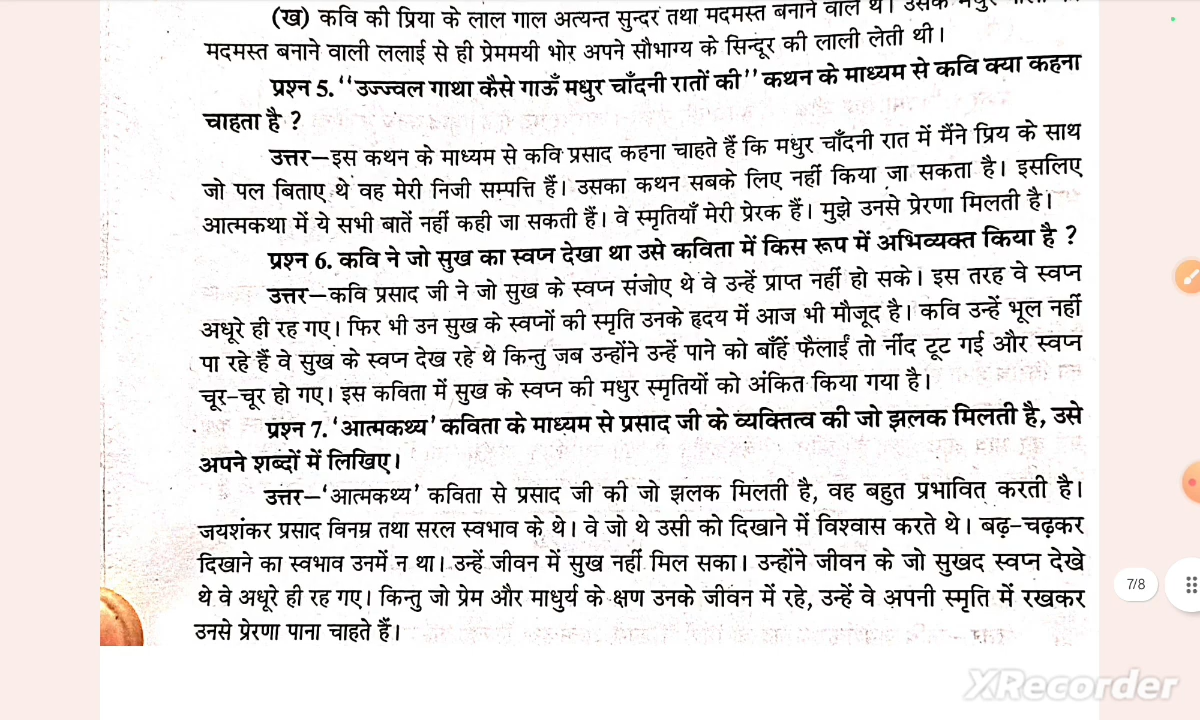 (ख) कवि की प्रिया के लाल गाल अत्यन्त सुन्दर तथा मदमस्त बनाने वाले थे। उसके मधुर
मदमस्त बनाने वाली ललाई से ही प्रेममयी भोर अपने सौभाग्य के सिन्दूर की लाली लेती थी।
प्रश्न 5. ‘‘उज्ज्वल गाथा कैसे गाऊँ मधुर चाँदनी रातों की’’ कथन के माध्यम से कवि क्या कहना
चाहता है ?
उत्तर–इस कथन के माध्यम से कवि प्रसाद कहना चाहते हैं कि मधुर चाँदनी रात में मैंने प्रिय के साथ
जो पल बिताए थे वह मेरी निजी सम्पत्ति हैं। उसका कथन सबके लिए नहीं किया जा सकता है। इसलिए
आत्मकथा में ये सभी बातें नहीं कही जा सकती हैं। वे स्मृतियाँ मेरी प्रेरक हैं। मुझे उनसे प्रेरणा मिलती है।
प्रश्न 6. कवि ने जो सुख का स्वप्न देखा था उसे कविता में किस रूप में अभिव्यक्त किया है ?
उत्तर–कवि प्रसाद जी ने जो सुख के स्वप्न संजोए थे वे उन्हें प्राप्त नहीं हो सके। इस तरह वे स्वप्न
अधूरे ही रह गए। फिर भी उन सुख के स्वप्नों की स्मृति उनके हृदय में आज भी मौजूद है। कवि उन्हें भूल नहीं
पा रहे हैं वे सुख के स्वप्न देख रहे थे किन्तु जब उन्होंने उन्हें पाने को बाँहें फैलाईं तो नींद टूट गई और स्वप्न
चूर-चूर हो गए। इस कविता में सुख के स्वप्न की मधुर स्मृतियों को अंकित किया गया है।
प्रश्न 7. ‘आत्मकथ्य’ कविता के माध्यम से प्रसाद जी के व्यक्तित्व की जो झलक मिलती है, उसे
अपने शब्दों में लिखिए।
उत्तर–‘आत्मकथ्य’ कविता से प्रसाद जी की जो झलक मिलती है, वह बहुत प्रभावित् करती है।
जयशंकर प्रसाद विनम्र तथा सरल स्वभाव के थे। वे जो थे उसी को दिखाने में विश्वास करते थे। बढ़-चढ़कर
दिखाने का स्वभाव उनमें न था। उन्हें जीवन में सुख नहीं मिल सका। उन्होंने जीवन के जो सुखद स्वप्न देखे
थे वे अधूरे ही रह गए। किन्तु जो प्रेम और माधुर्य के क्षण उनके जीवन में रहे, उन्हें वे अपनी स्मृति में रखकर
उनसे प्रेरणा पाना चाहते हैं।
7/8
XRecorder